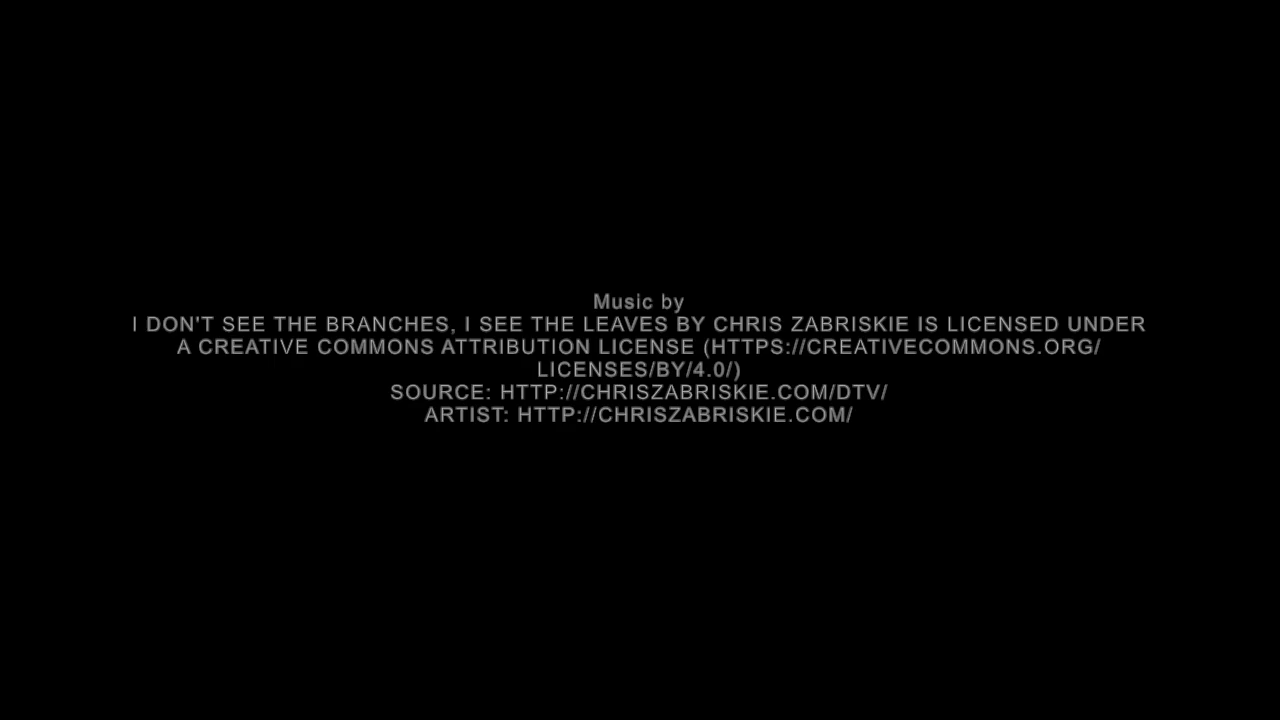 Music by
I DON'T SEE THE BRANCHES, I SEE THE LEAVES BY CHRIS ZABRISKIE IS LICENSED UNDER
A CREATIVE COMMONS ATTRIBUTION LICENSE (HTTPS://CREATIVECOMMONS.ORG/
LICENSES/BY/4.0/)
SOURCE: HTTP://CHRISZABRISKIE.COM/DTV/
ARTIST: HTTP://CHRISZABRISKIE.COM/